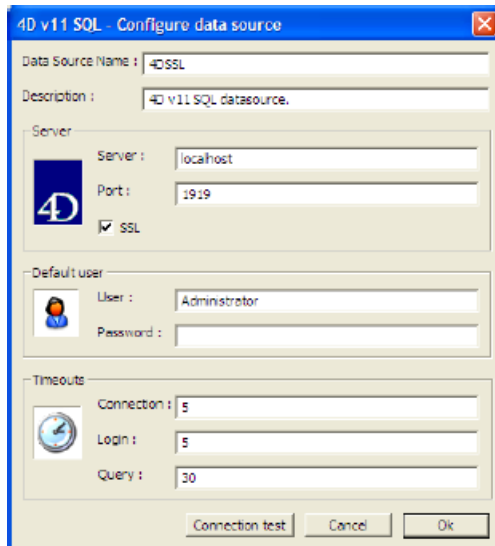 4D v11 SQL - Configure data source
Data Source Name : 4DSSL
Description : 4D v11 SQL datasource.
Server
Server : localhost
Port : 1919
4D
SSL
Default user
User : Administrator
Password :
Timeouts
Connection : 5
Login : 5
Query : 30
Connection test Cancel Ok